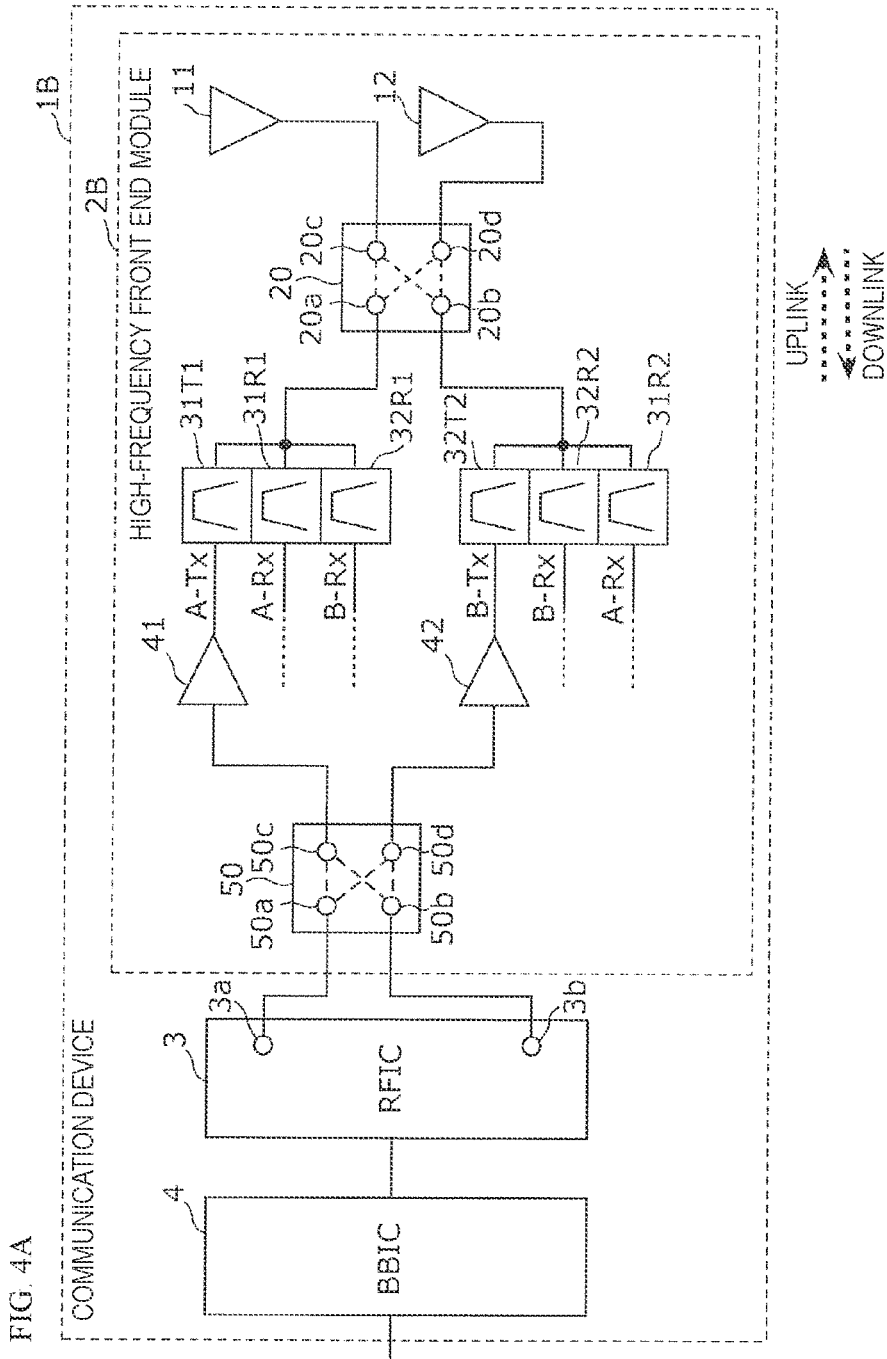 FIG. 4A
COMMUNICATION DEVICE
1B
HIGH-FREQUENCY FRONT END MODULE
2B
4
BBIC
3
RFIC
3a
3b
50
50a
50c
50b
50d
41
42
A-Tx
A-Rx
B-Rx
31T1
31R1
32R1
B-Tx
B-Rx
A-Rx
32T2
32R2
31R2
20
20a
20c
20b
20d
11
12
UPLINK
DOWNLINK